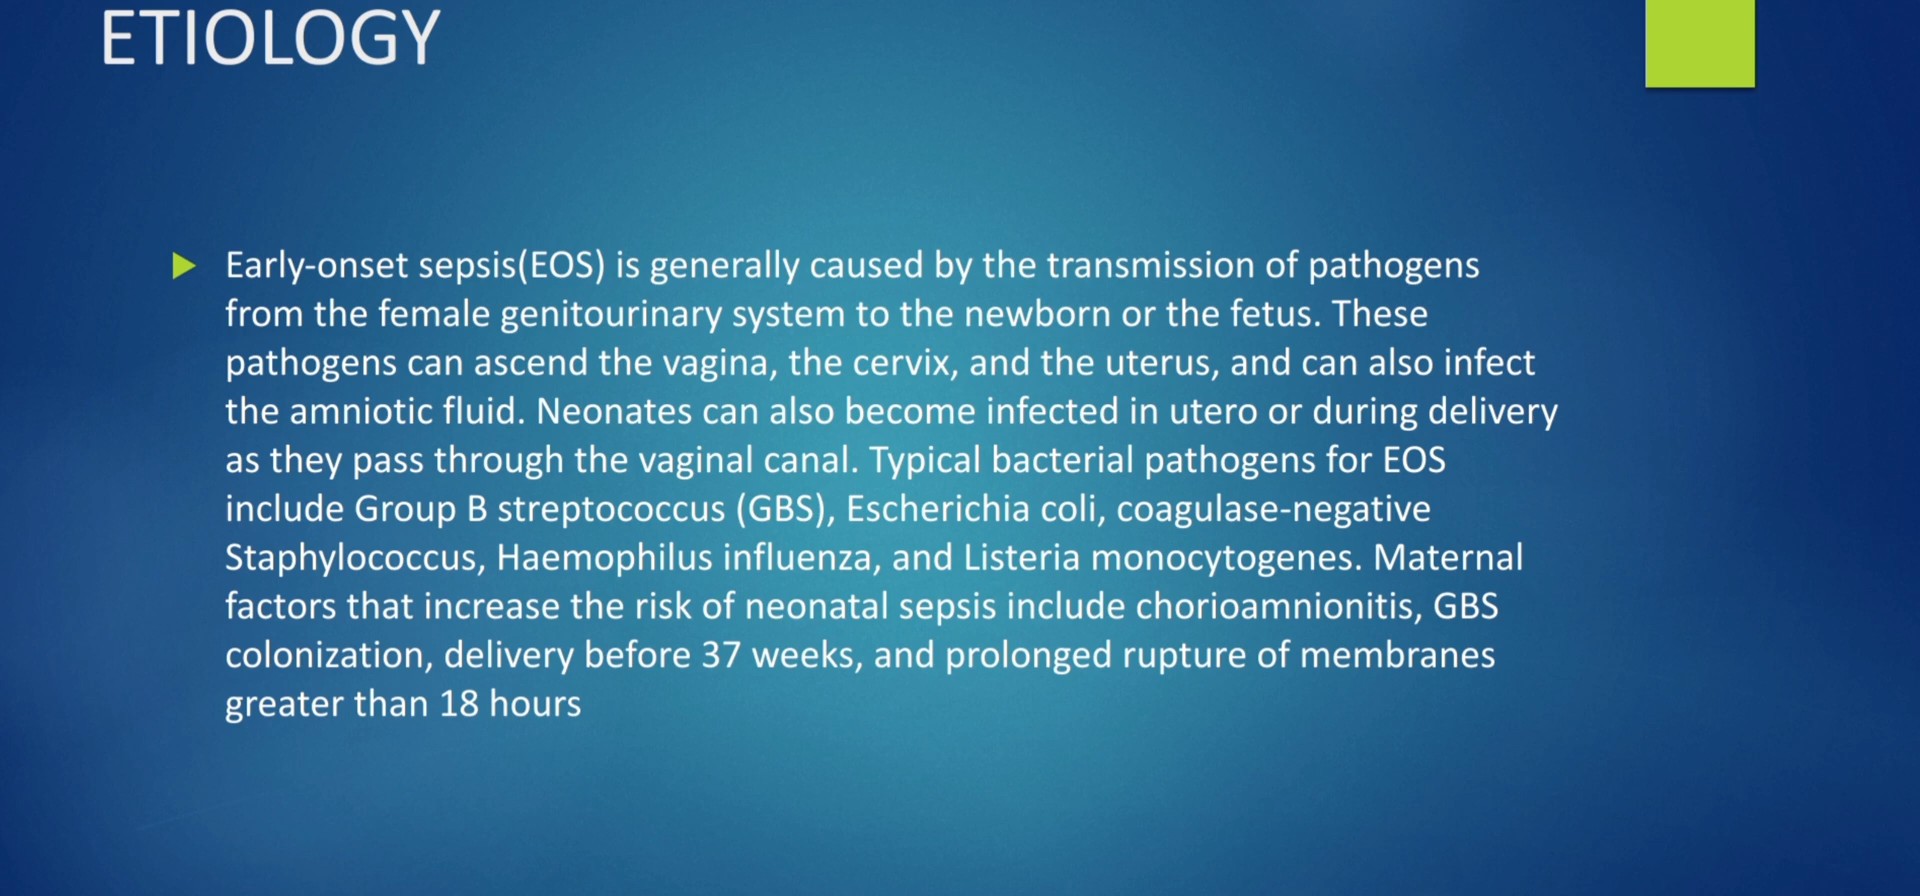 ETIOLOGY
Early-onset sepsis(EOS) is generally caused by the transmission of pathogens
from the female genitourinary system to the newborn or the fetus. These
pathogens can ascend the vagina, the cervix, and the uterus, and can also infect
the amniotic fluid. Neonates can also become infected in utero or during delivery
as they pass through the vaginal canal. Typical bacterial pathogens for EOS
include Group B streptococcus (GBS), Escherichia coli, coagulase-negative
Staphylococcus, Haemophilus influenza, and Listeria monocytogenes. Maternal
factors that increase the risk of neonatal sepsis include chorioamnionitis, GBS
colonization, delivery before 37 weeks, and prolonged rupture of membranes
greater than 18 hours